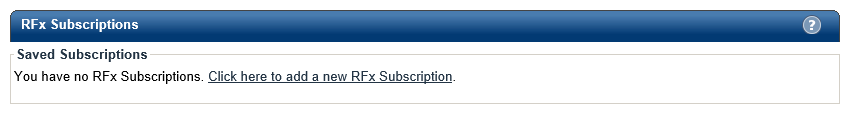 RFx Subscriptions
?
Saved Subscriptions
You have no RFx Subscriptions. Click here to add a new RFx Subscription.